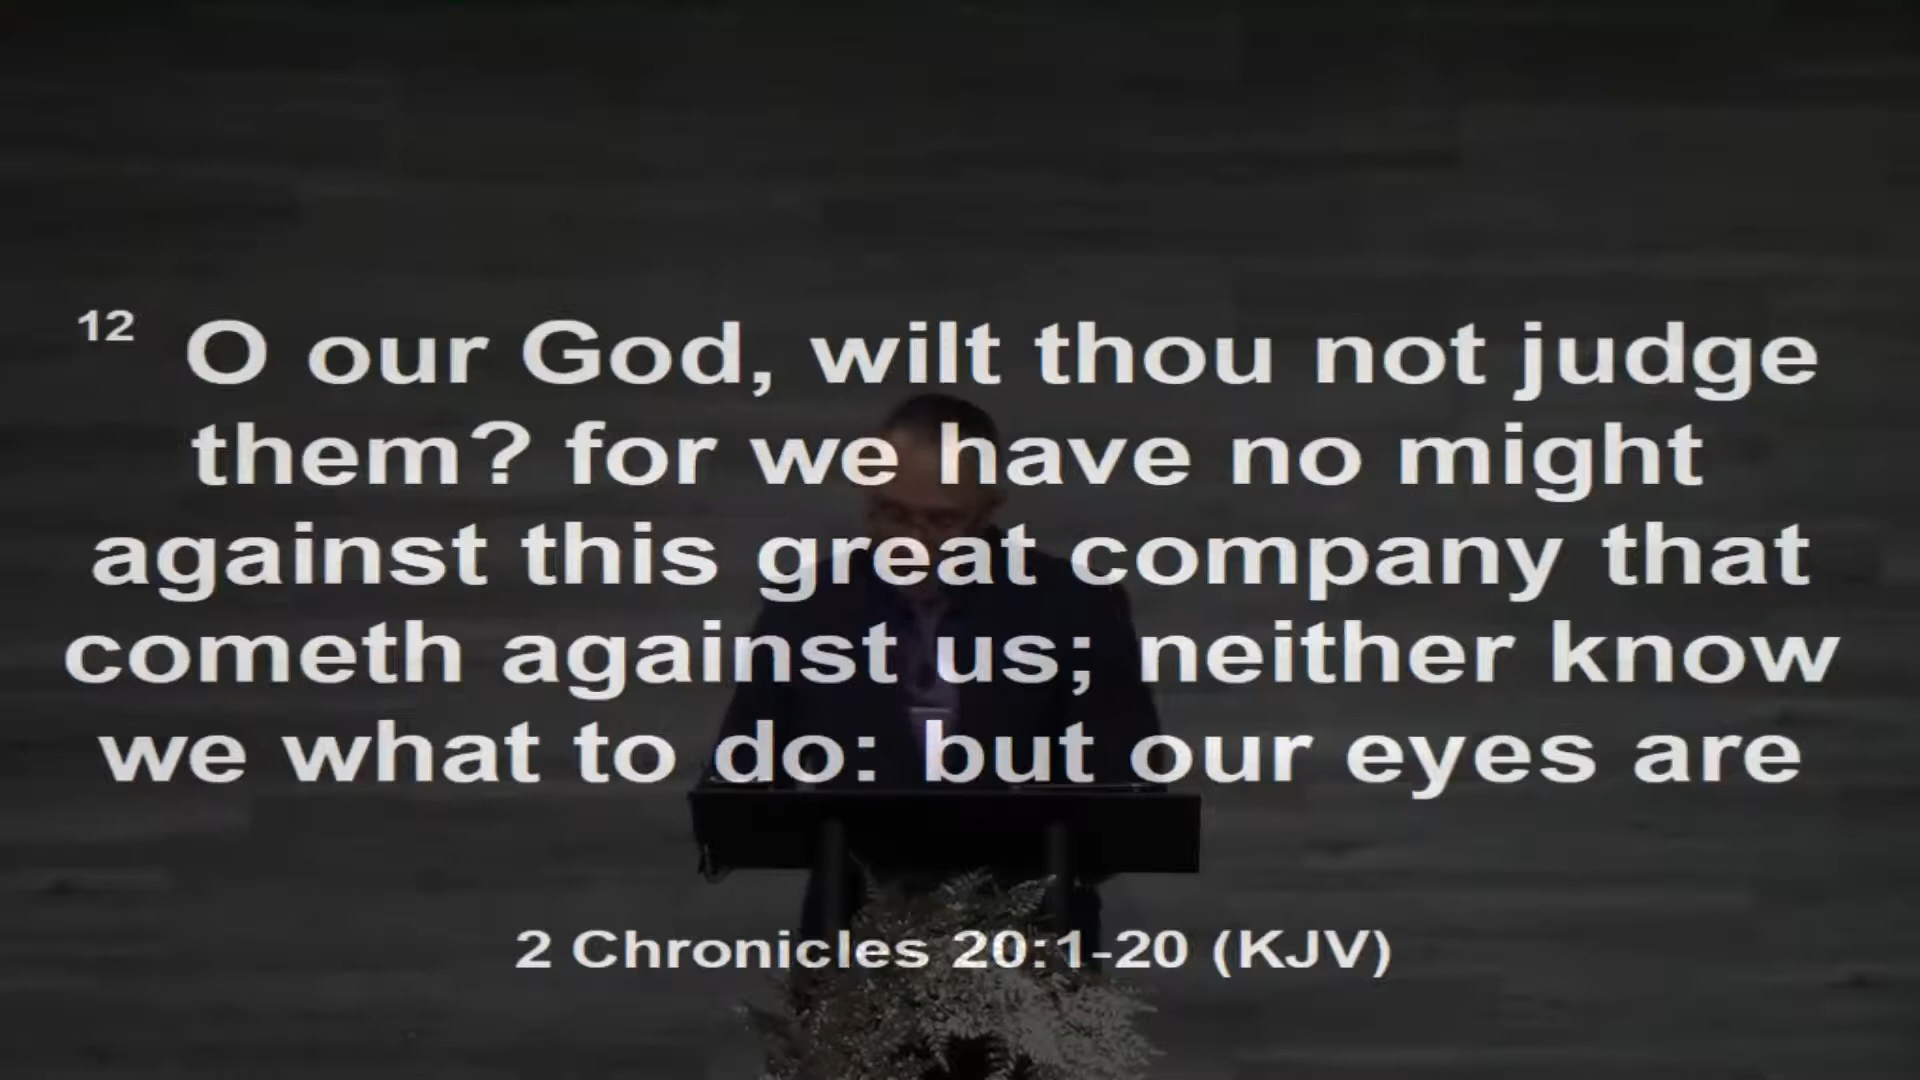 12 O our God, wilt thou not judge
them? for we have no might
against this great company that
cometh against us; neither know
we what to do: but our eyes are
2 Chronicles 20:1-20 (KJV)